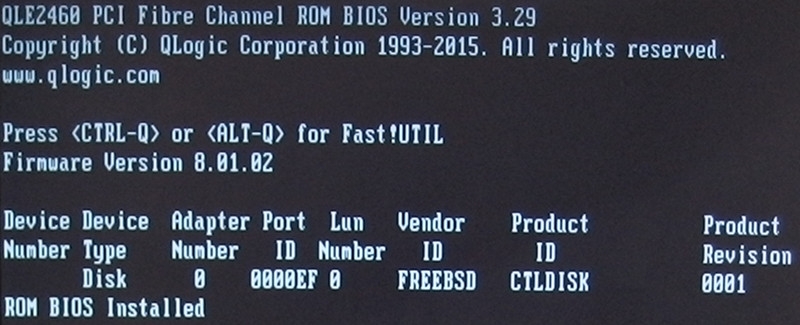 QLE2460 PCI Fibre Channel ROM BIOS Version 3.29
Copyright (C) QLogic Corporation 1993-2015. All rights reserved.
www.qlogic.com
Press <CTRL-Q> or <ALT-Q> for Fast!UTIL
Firmware Version 8.01.02
Device Device Adapter Port Lun Vendor Product Product
Number Type Number ID Number ID ID Revision
Disk 0 0000EF 0 FREEBSD CTLDISK 0001
ROM BIOS Installed